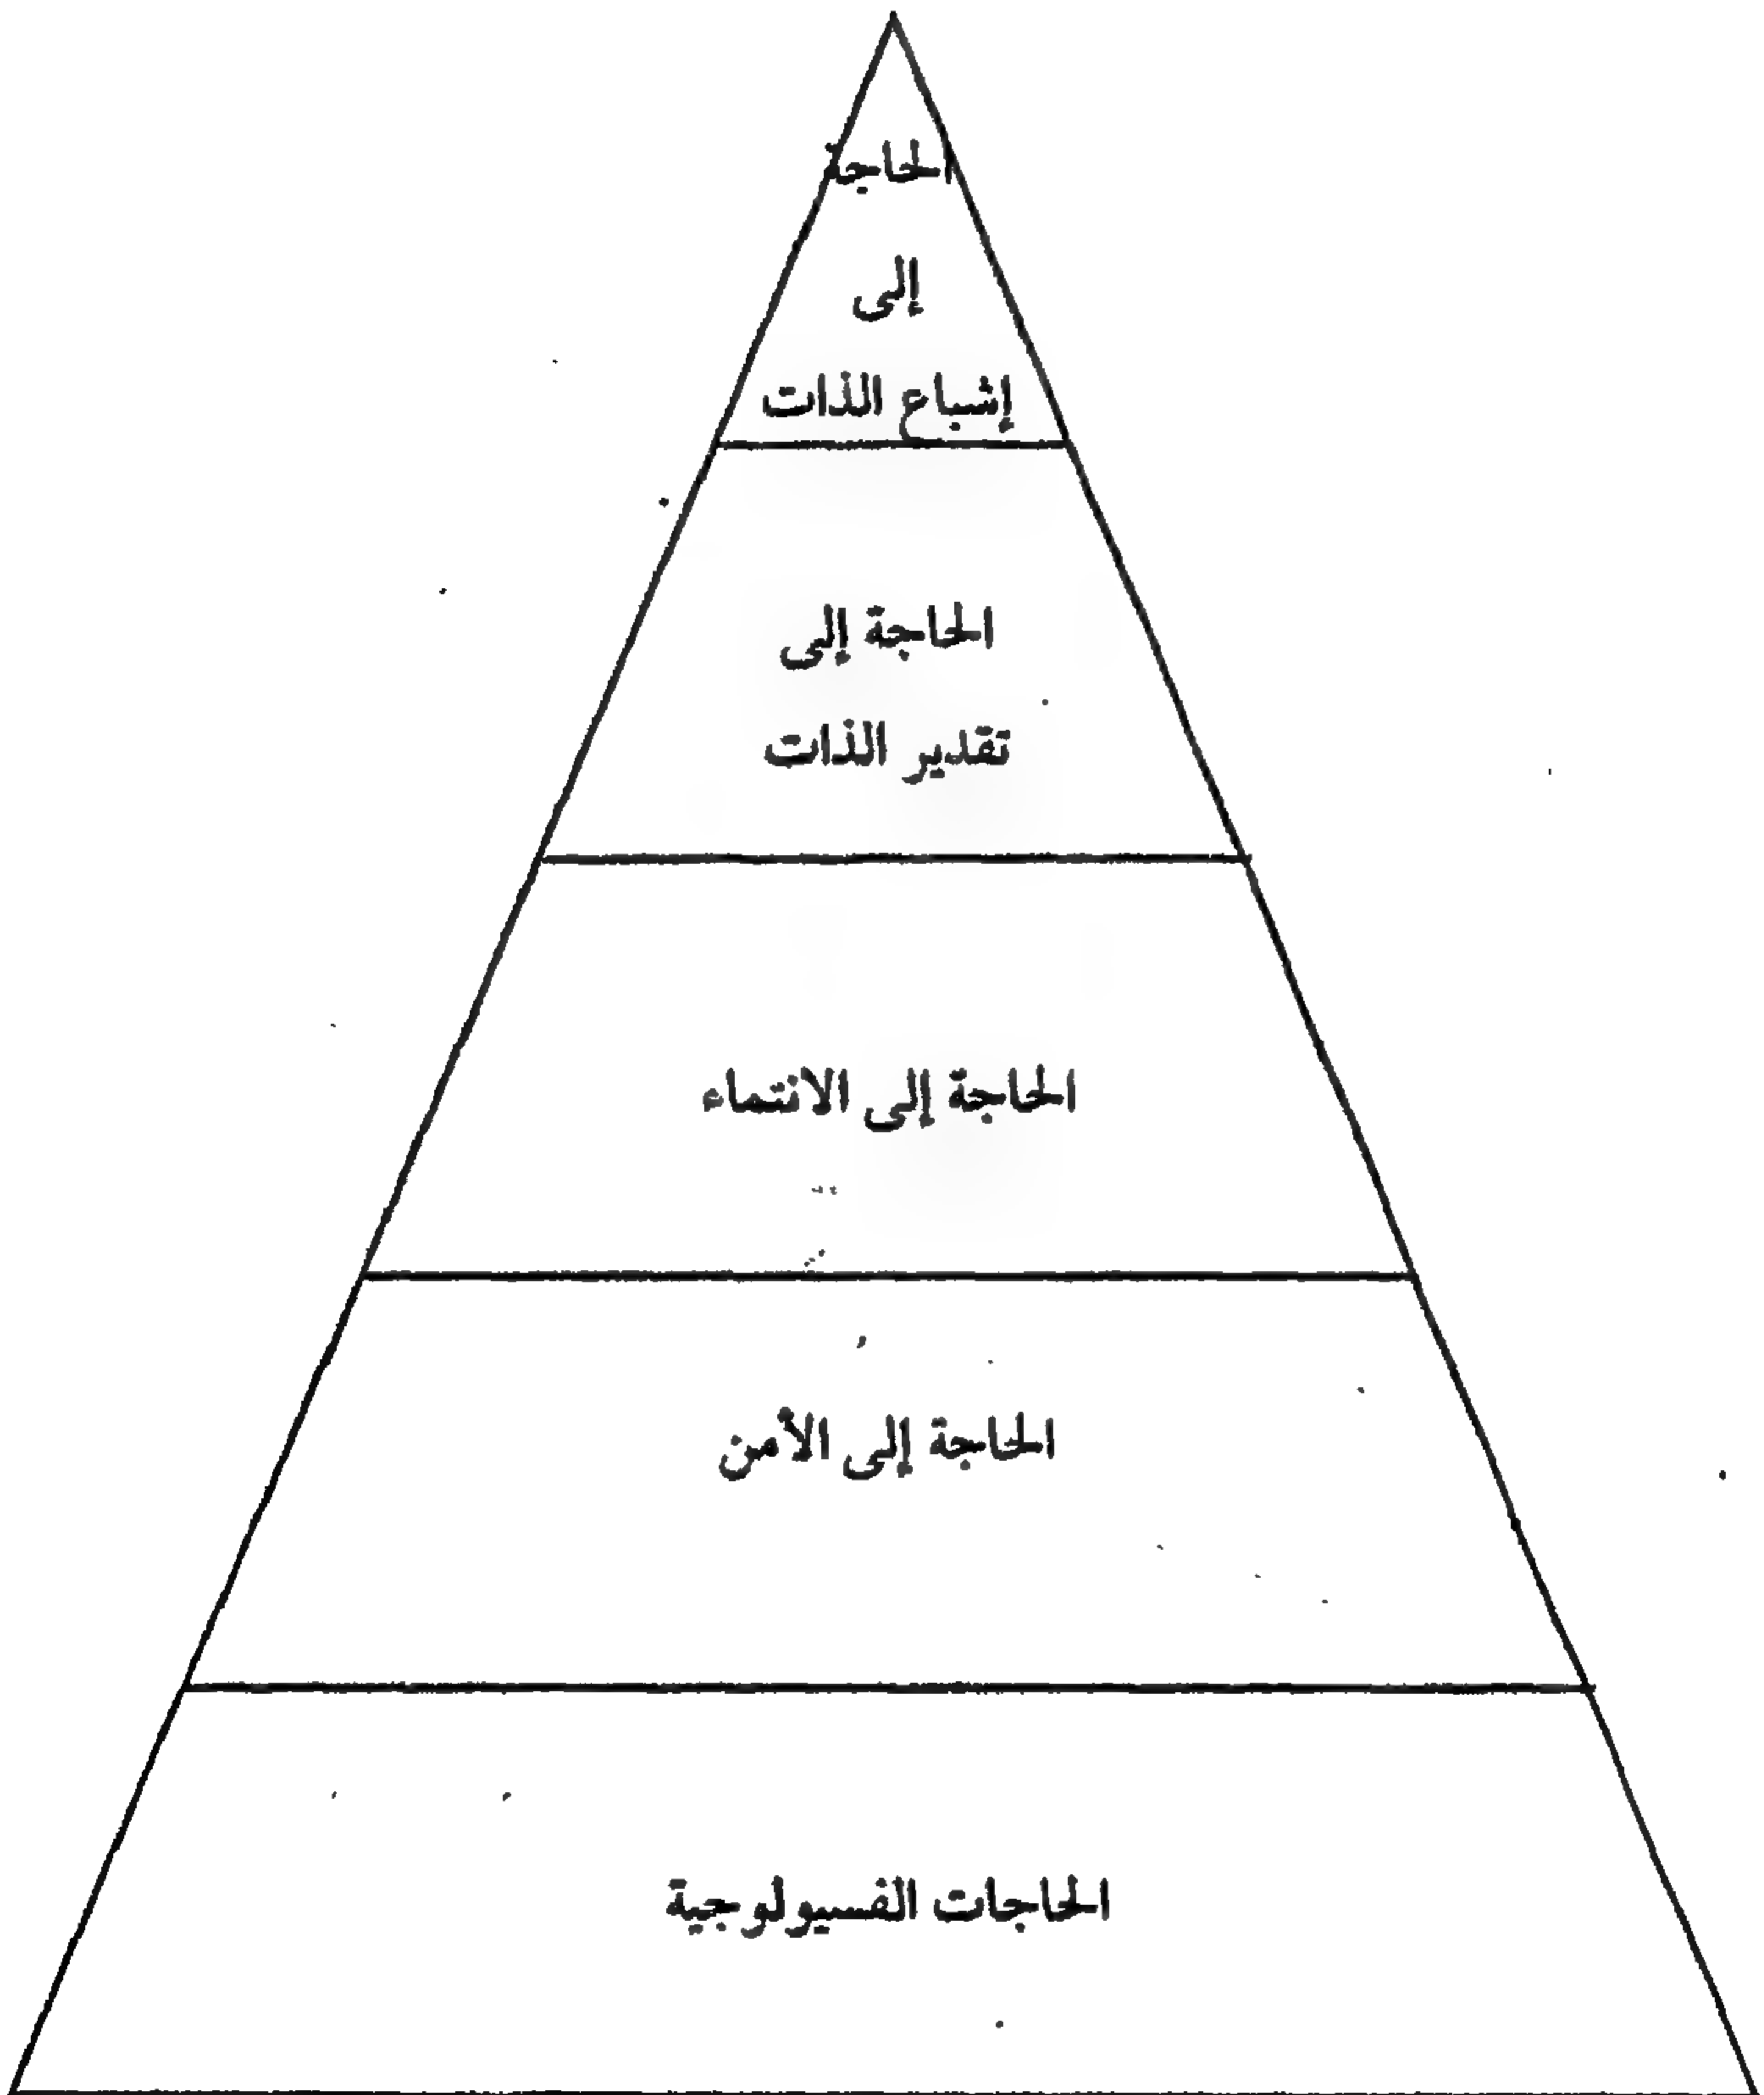 الحاجة
إلى
إشباع الذات
الحاجة إلى
تقدير الذات
الحاجة إلى الانتماء
الحاجة إلى الأمن
الحاجات الفسيولوجية